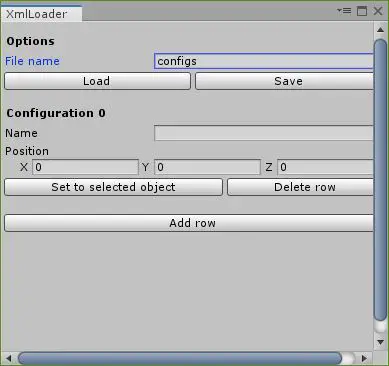 XmlLoader
Options
File name configs
Load Save
Configuration 0
Name
Position
X 0 Y 0 Z 0
Set to selected object Delete row
Add row